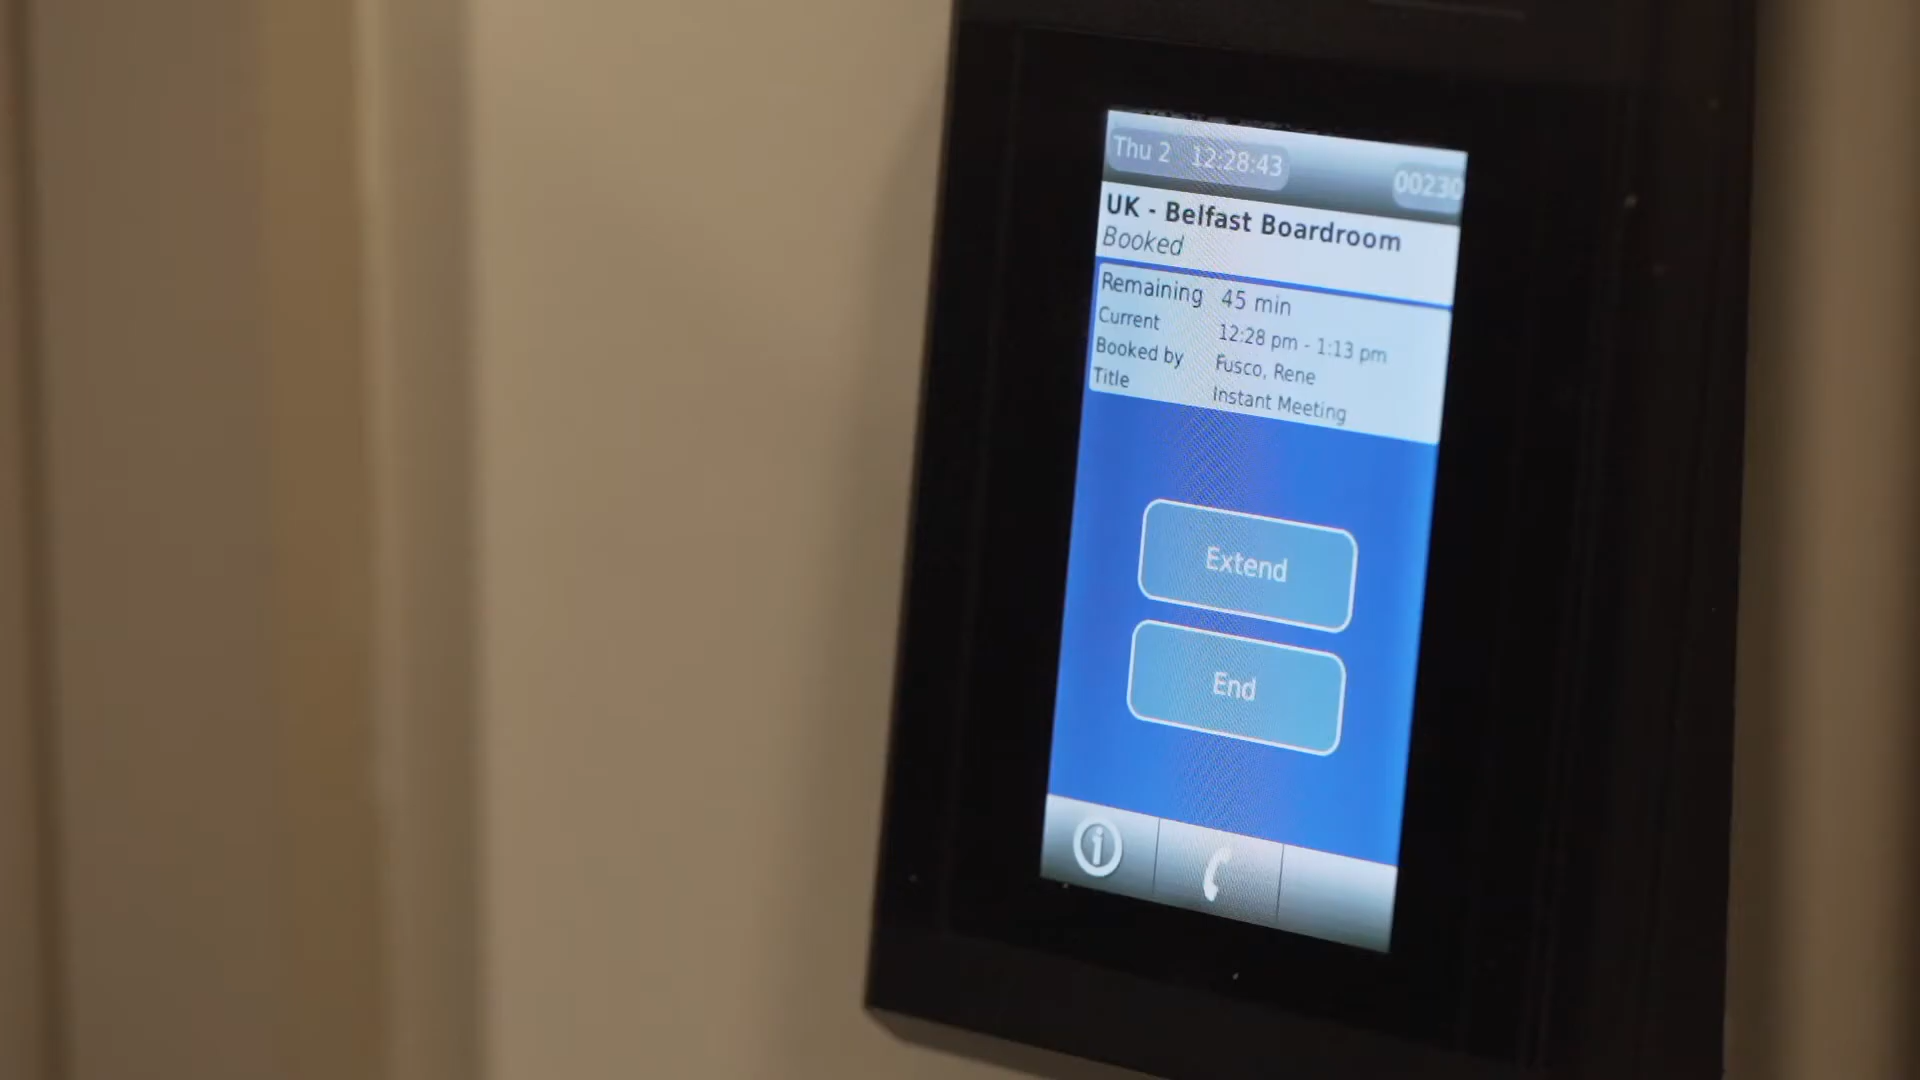 Thu 2 12:28:43 00230
UK - Belfast Boardroom
Booked
Remaining 45 min
Current 12:28 pm - 1:13 pm
Booked by Fusco, Rene
Title Instant Meeting
Extend
End